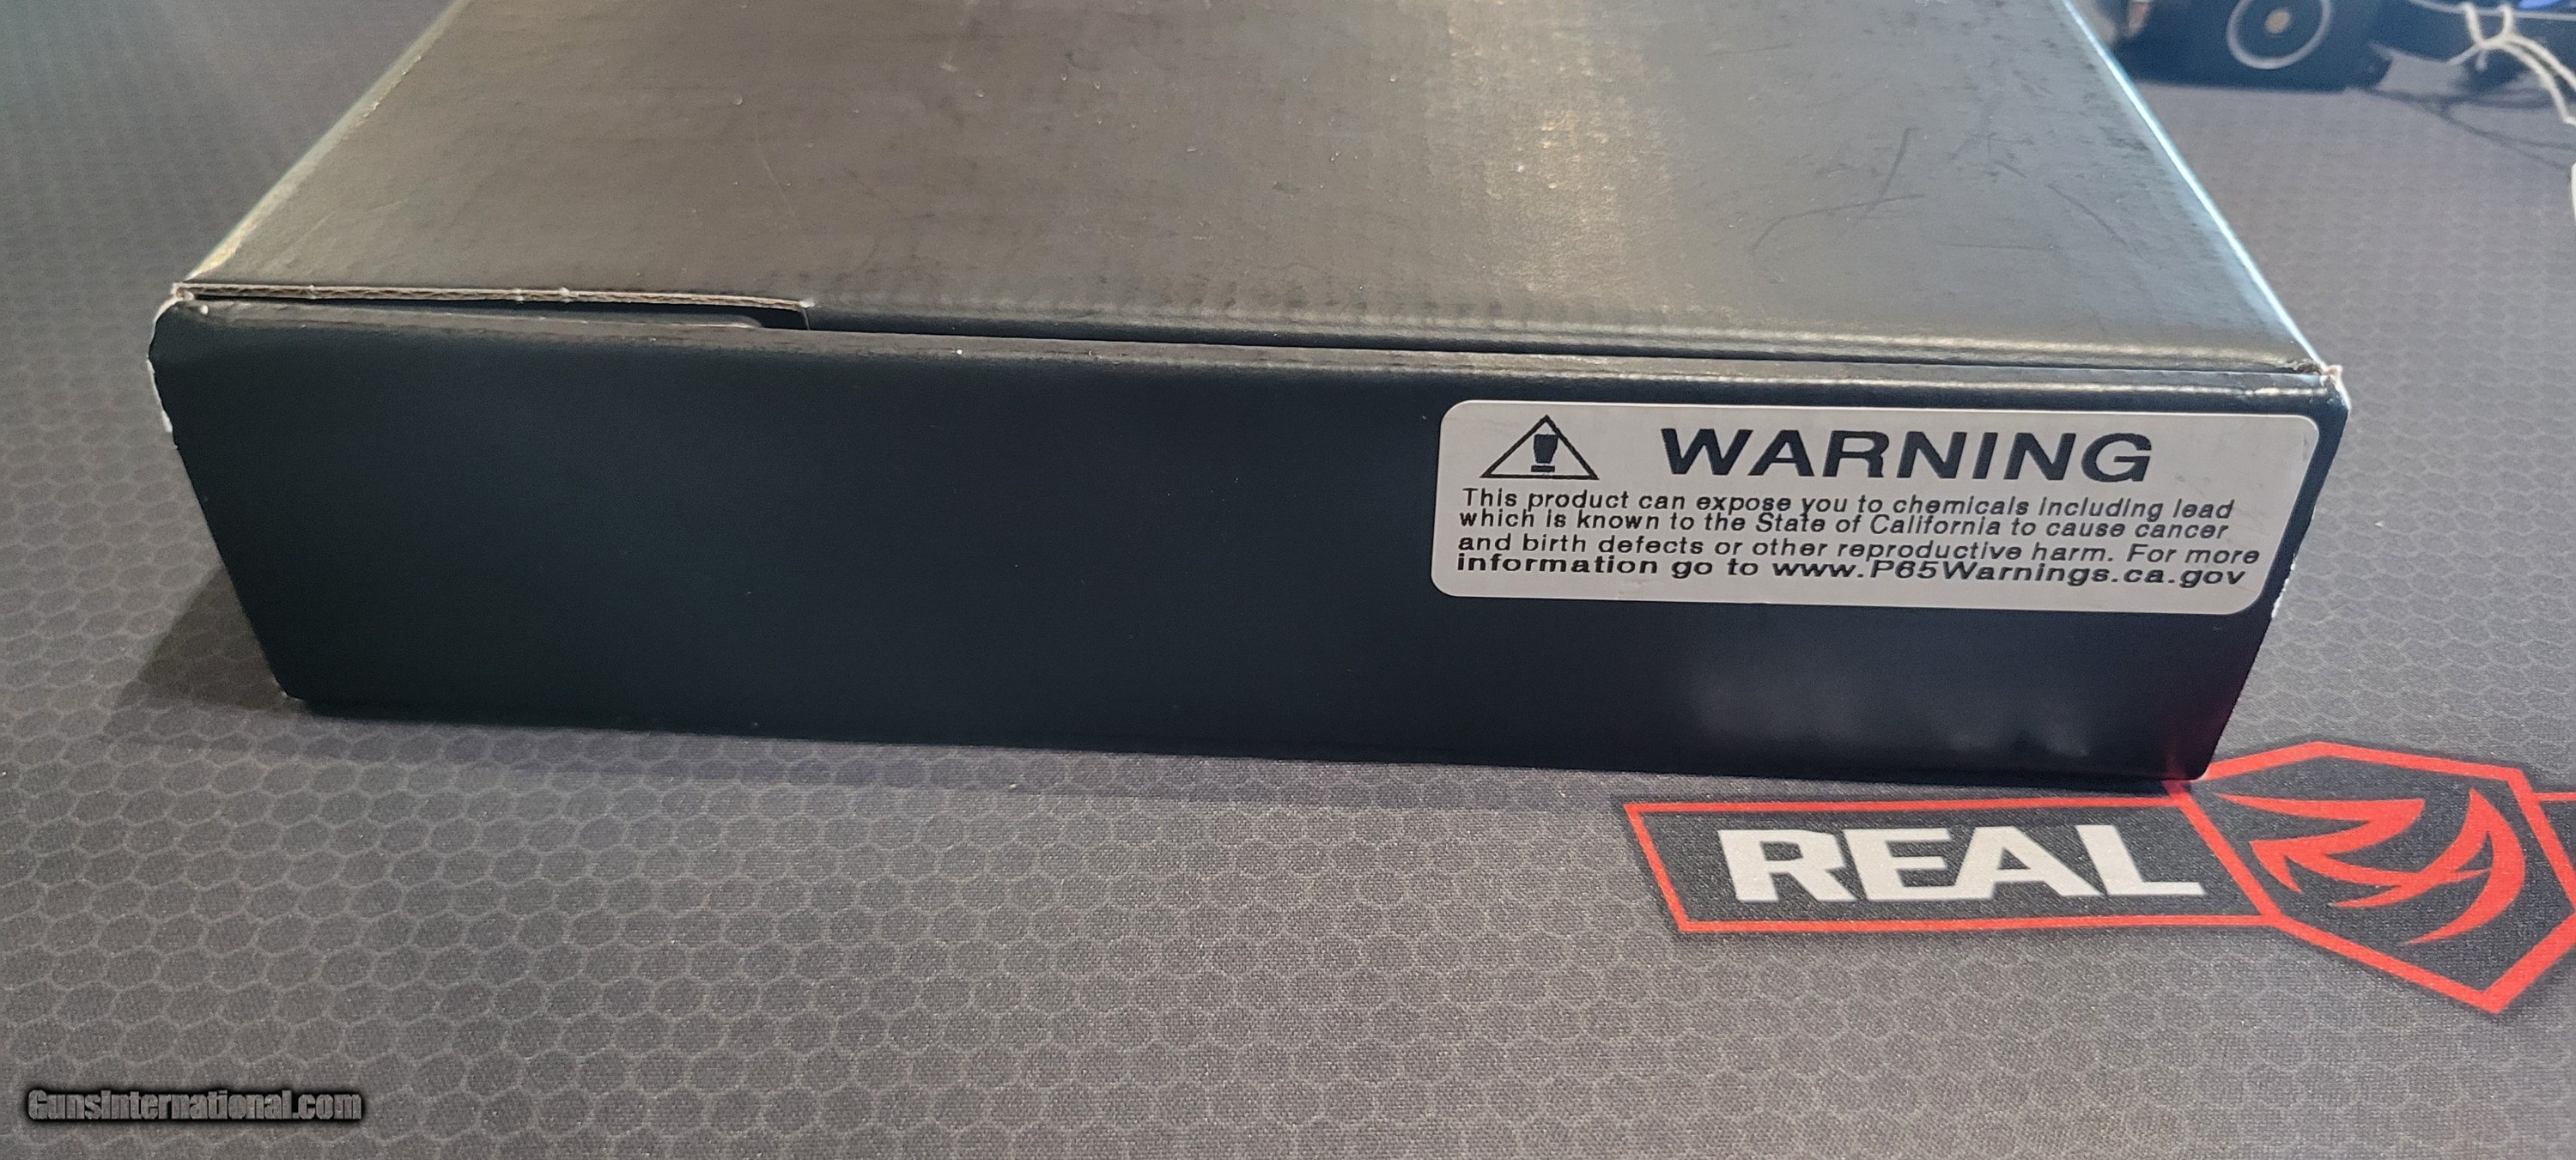 WARNING
This product can expose you to chemicals including lead
which is known to the State of California to cause cancer
and birth defects or other reproductive harm. For more
information go to www.P65Warnings.ca.gov
REAL
GunsInternational.com